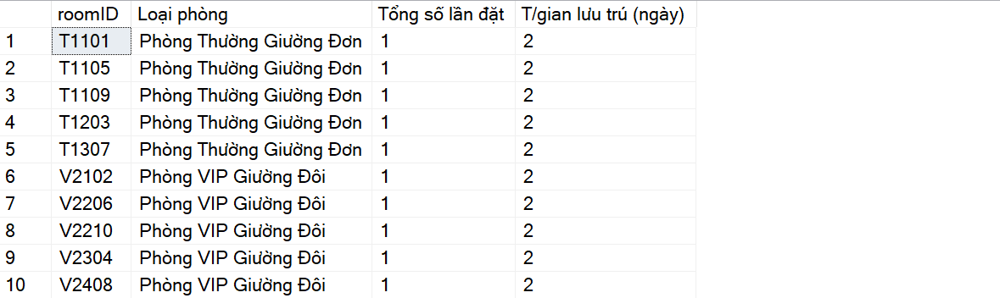 roomID Loại phòng Tổng số lần đặt T/gian lưu trú (ngày)
1 T1101 Phòng Thường Giường Đơn 1 2
2 T1105 Phòng Thường Giường Đơn 1 2
3 T1109 Phòng Thường Giường Đơn 1 2
4 T1203 Phòng Thường Giường Đơn 1 2
5 T1307 Phòng Thường Giường Đơn 1 2
6 V2102 Phòng VIP Giường Đôi 1 2
7 V2206 Phòng VIP Giường Đôi 1 2
8 V2210 Phòng VIP Giường Đôi 1 2
9 V2304 Phòng VIP Giường Đôi 1 2
10 V2408 Phòng VIP Giường Đôi 1 2